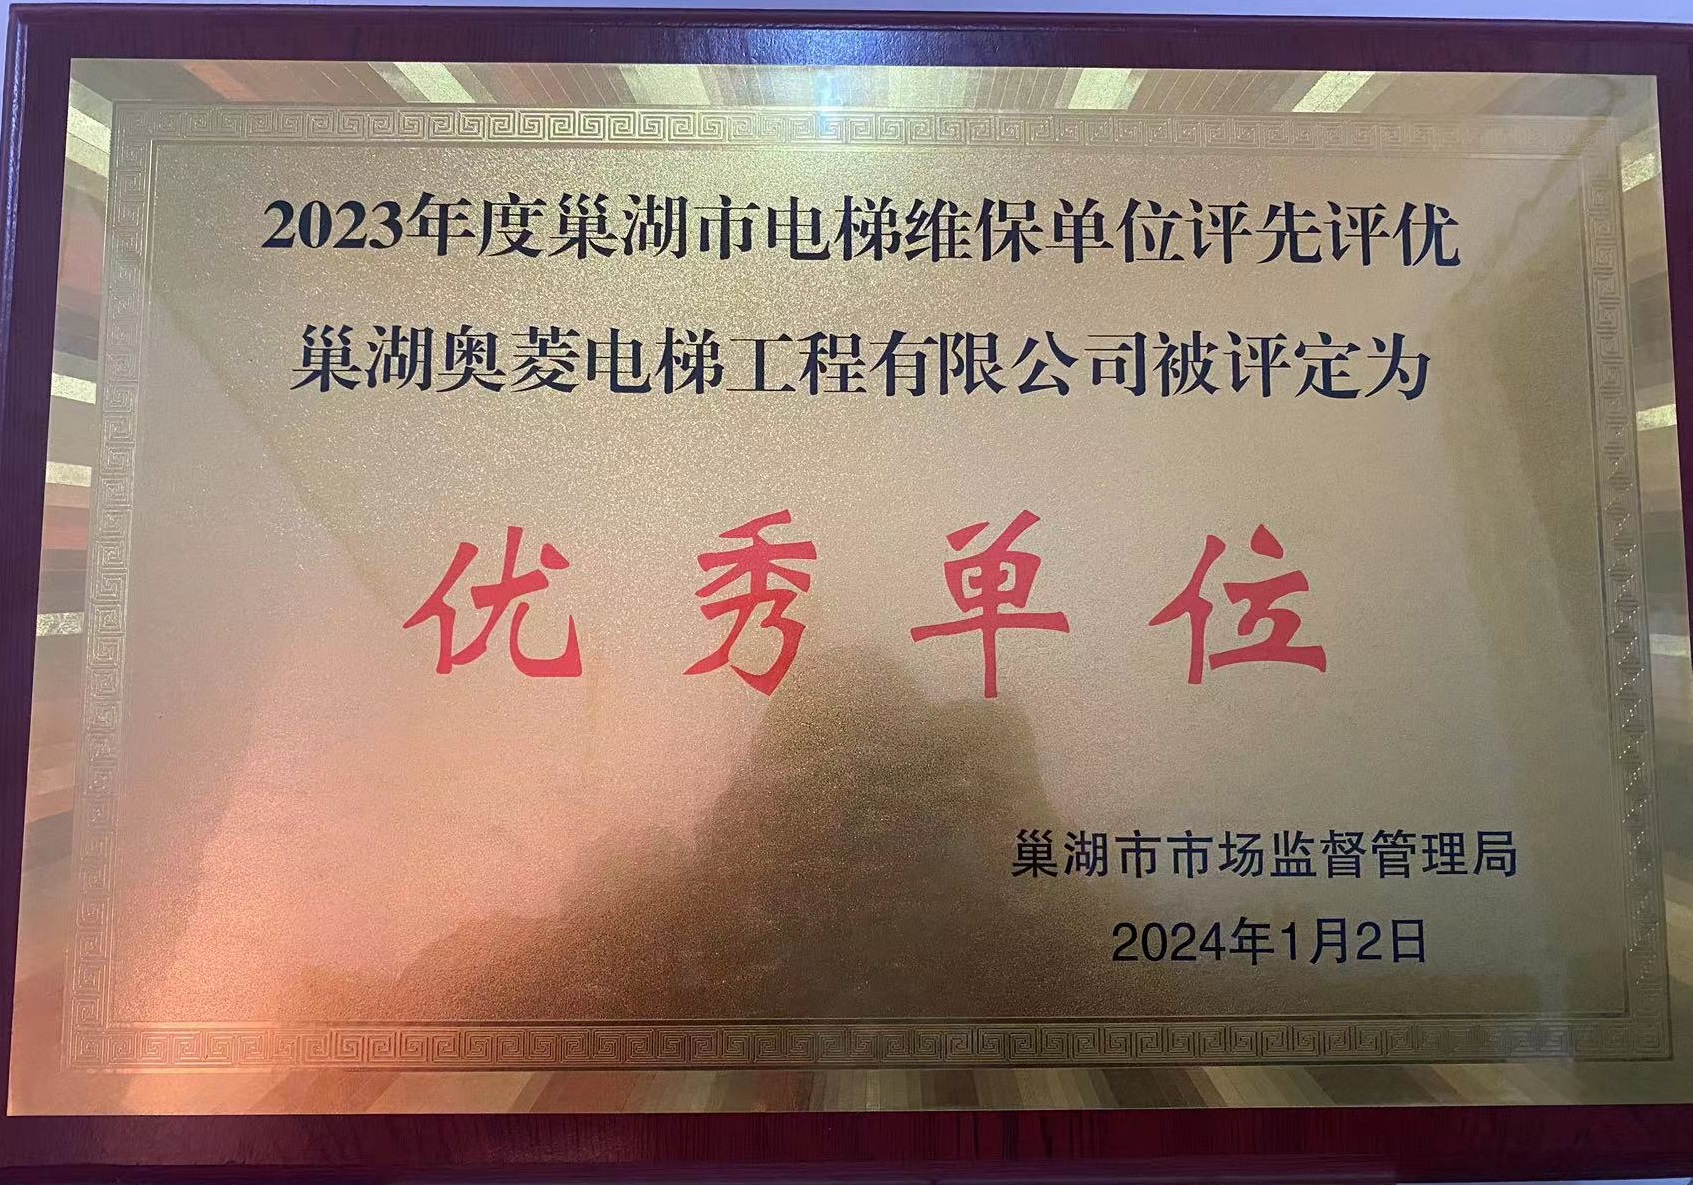 2023年度巢湖市电梯维保单位评先评优
巢湖奥菱电梯工程有限公司被评定为
优秀单位
巢湖市市场监督管理局
2024年1月2日